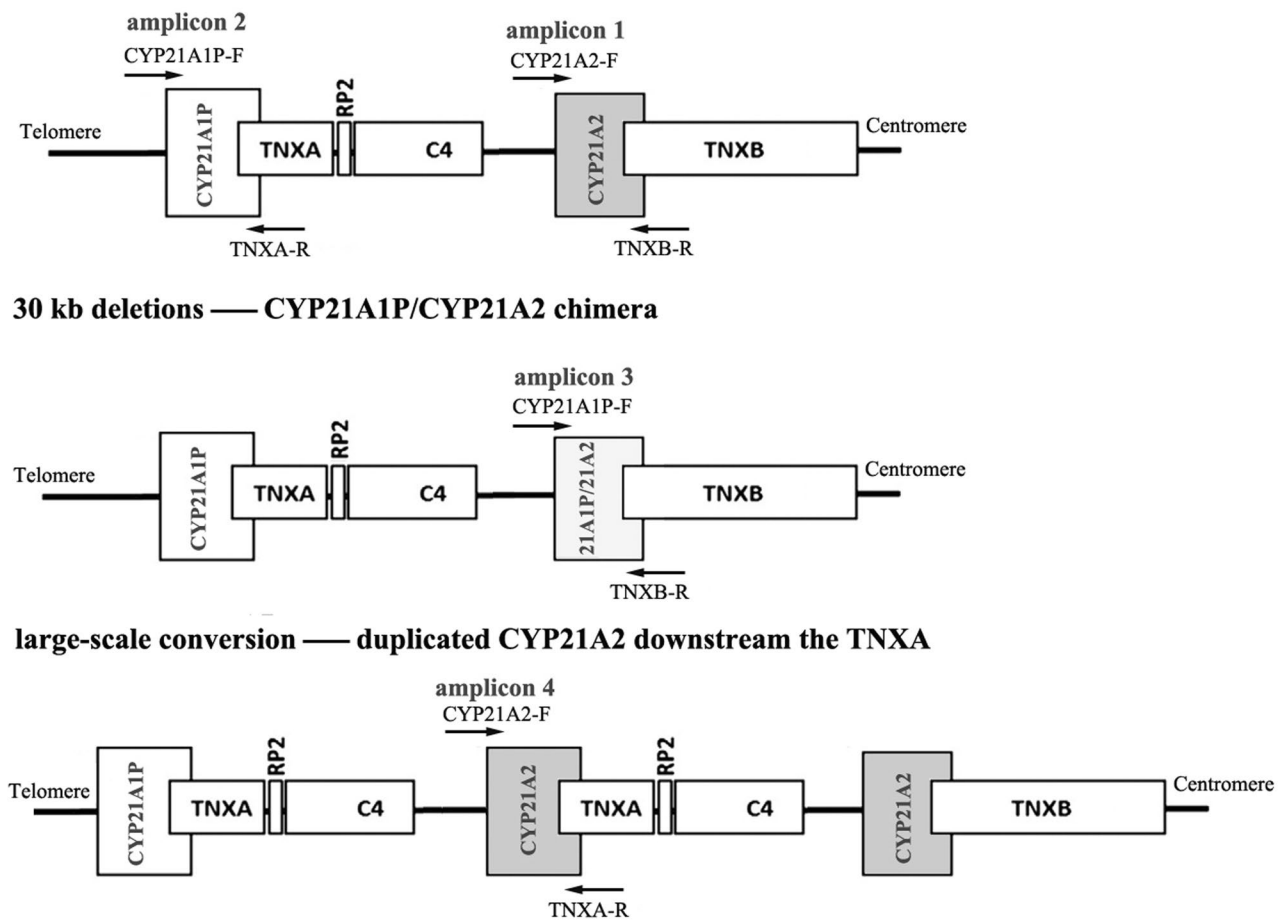 amplicon 2
CYP21A1P-F
amplicon 1
CYP21A2-F
Telomere
CYP21A1P
TNXA
RP2
C4
CYP21A2
TNXB
Centromere
TNXA-R
TNXB-R
30 kb deletions —— CYP21A1P/CYP21A2 chimera
amplicon 3
CYP21A1P-F
Telomere
CYP21A1P
TNXA
RP2
C4
21A1P/21A2
TNXB
Centromere
TNXB-R
large-scale conversion —— duplicated CYP21A2 downstream the TNXA
amplicon 4
CYP21A2-F
Telomere
CYP21A1P
TNXA
RP2
C4
CYP21A2
TNXA
RP2
C4
CYP21A2
TNXB
Centromere
TNXA-R